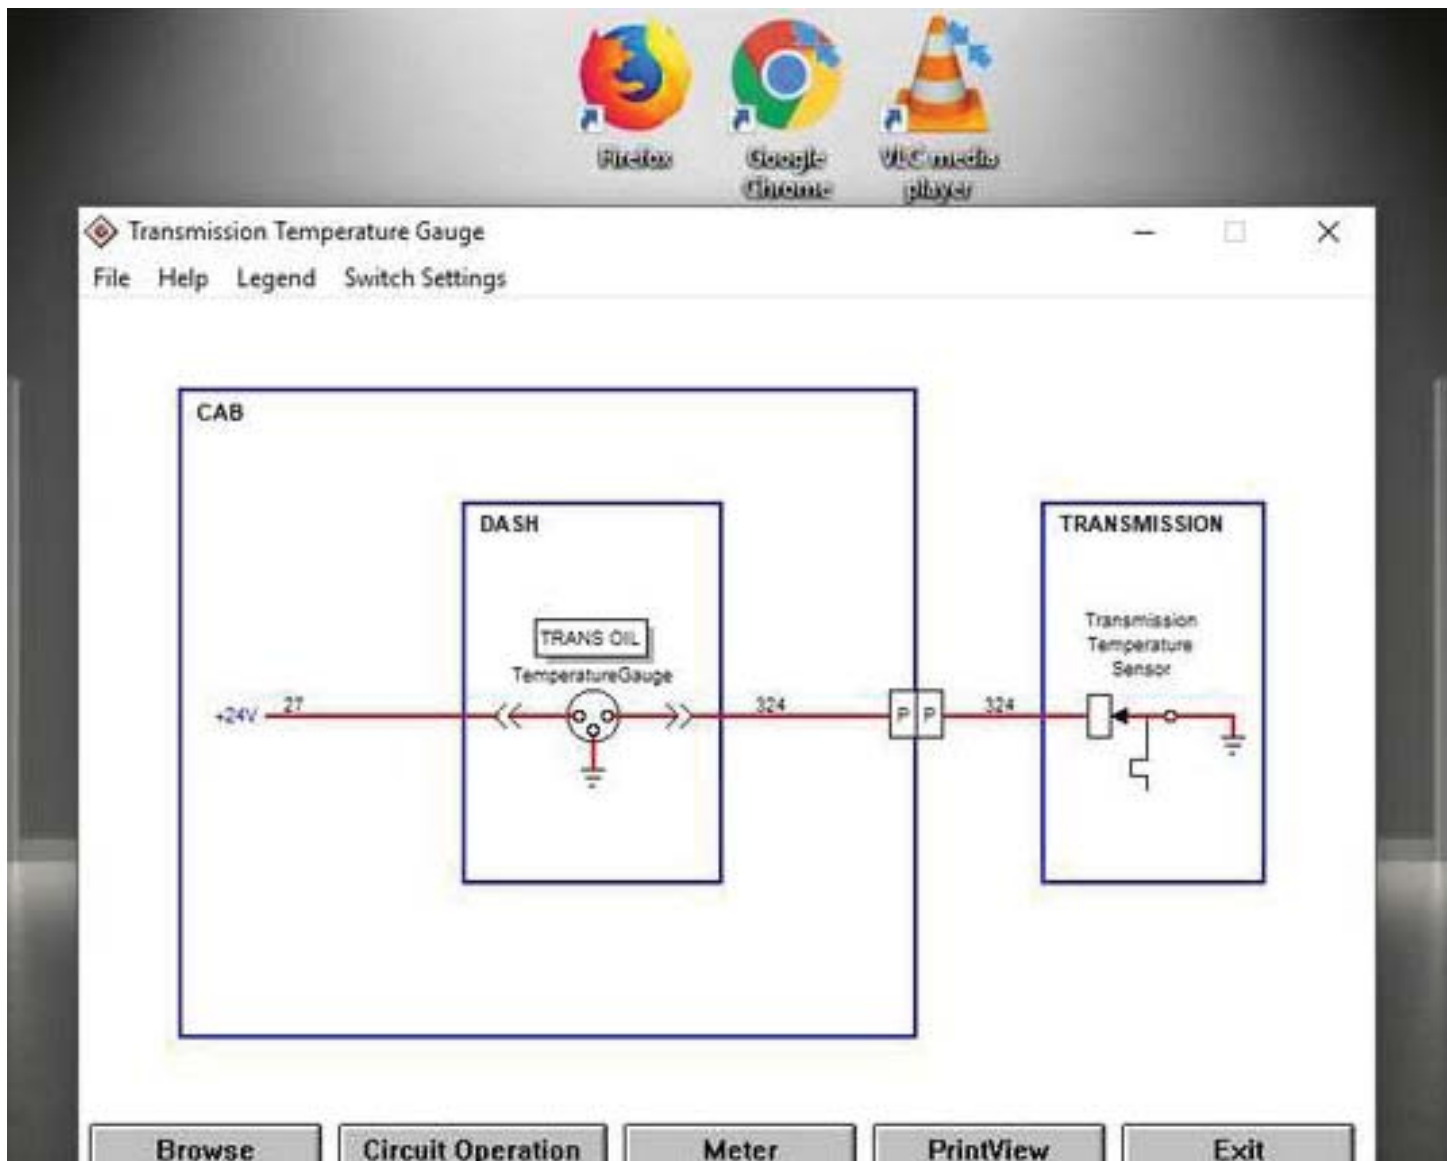 Firefox
Google
Chrome
VLC media
player
Transmission Temperature Gauge
File Help Legend Switch Settings
CAB
DASH
TRANSMISSION
TRANS OIL
TemperatureGauge
Transmission
Temperature
Sensor
+24V 27 324 P P 324
Browse Circuit Operation Meter PrintView Exit